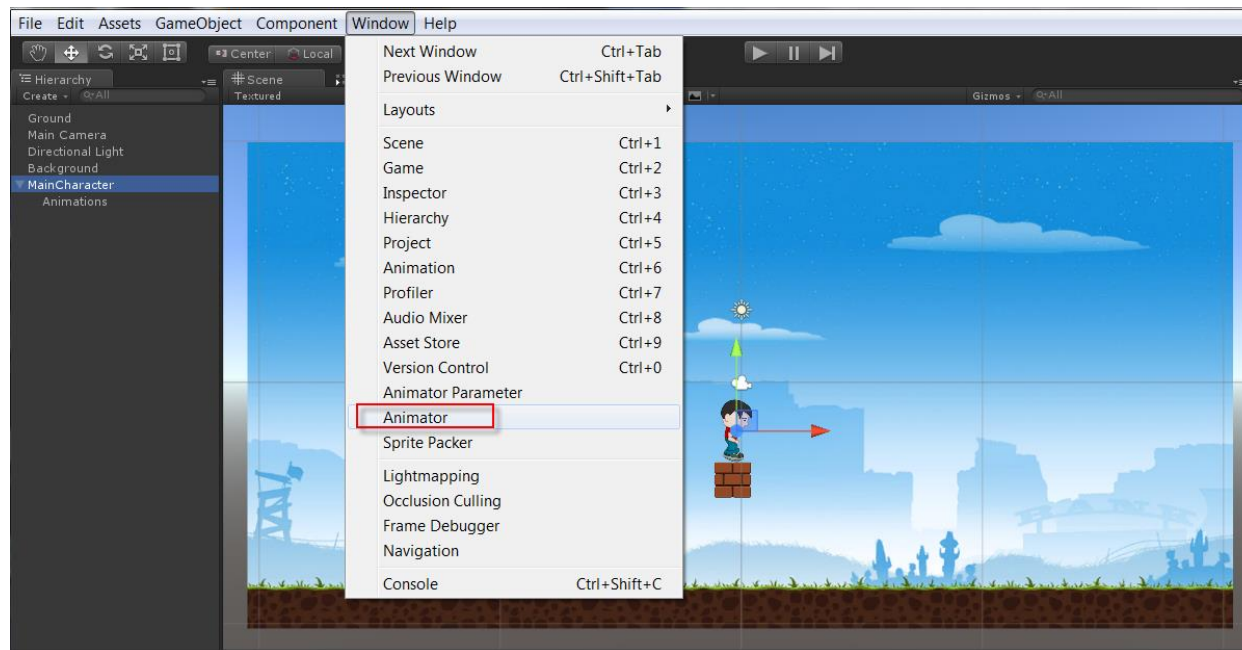 File Edit Assets GameObject Component Window Help
Center Local
Hierarchy
Create All
Ground
Main Camera
Directional Light
Background
MainCharacter
Animations
Scene
Textured
Gizmos All
Next Window Ctrl+Tab
Previous Window Ctrl+Shift+Tab
Layouts
Scene Ctrl+1
Game Ctrl+2
Inspector Ctrl+3
Hierarchy Ctrl+4
Project Ctrl+5
Animation Ctrl+6
Profiler Ctrl+7
Audio Mixer Ctrl+8
Asset Store Ctrl+9
Version Control Ctrl+0
Animator Parameter
Animator
Sprite Packer
Lightmapping
Occlusion Culling
Frame Debugger
Navigation
Console Ctrl+Shift+C